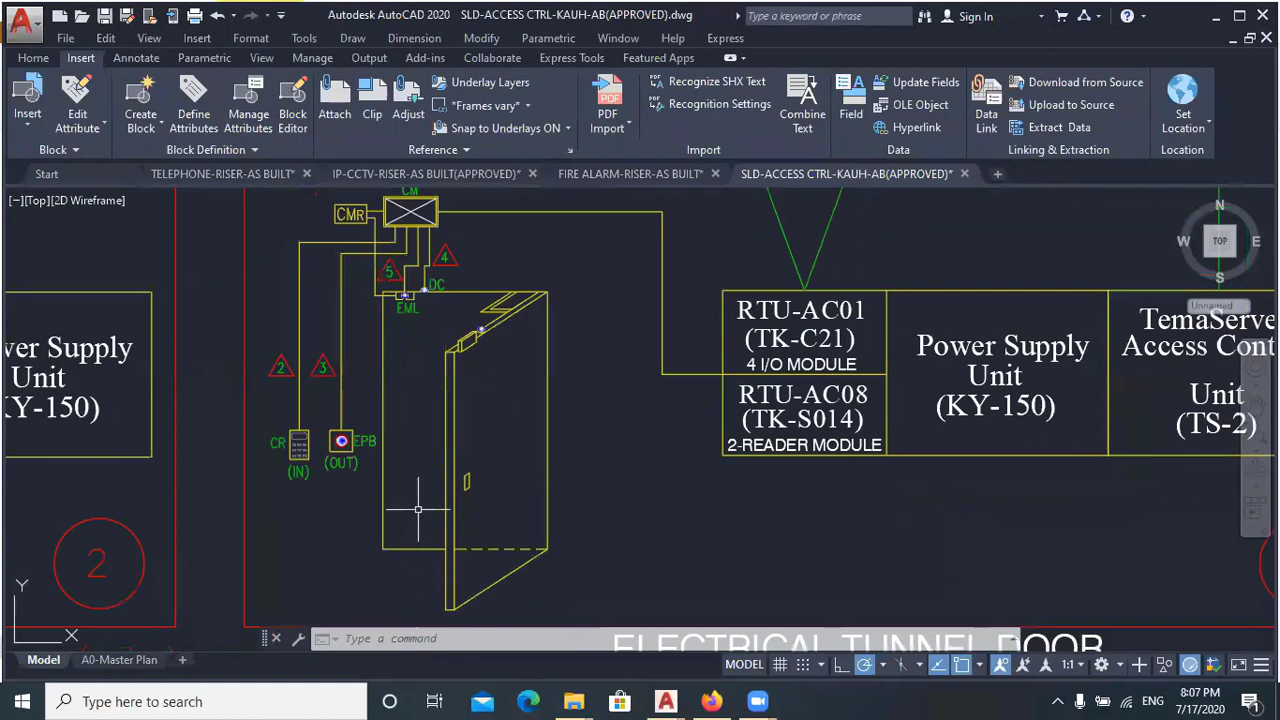 Autodesk AutoCAD 2020 SLD-ACCESS CTRL-KAUH-AB(APPROVED).dwg
Type a keyword or phrase
Sign In
File Edit View Insert Format Tools Draw Dimension Modify Parametric Window Help Express
Home Insert Annotate Parametric View Manage Output Add-ins Collaborate Express Tools Featured Apps
Insert
Edit Attribute
Block
Create Block
Define Attributes
Manage Attributes
Block Editor
Block Definition
Attach
Clip
Adjust
Underlay Layers
*Frames vary*
Snap to Underlays ON
Reference
PDF Import
Recognize SHX Text
Recognition Settings
Combine Text
Import
Field
Update Fields
OLE Object
Hyperlink
Data
Data Link
Download from Source
Upload to Source
Extract Data
Linking & Extraction
Set Location
Location
Start
TELEPHONE-RISER-AS BUILT*
IP-CCTV-RISER-AS BUILT(APPROVED)*
FIRE ALARM-RISER-AS BUILT*
SLD-ACCESS CTRL-KAUH-AB(APPROVED)*
[−][Top][2D Wireframe]
N
W TOP E
S
Unnamed
CM
CMR
4
5
DC
EML
2
3
CR
(IN)
EPB
(OUT)
wer Supply
Unit
(KY-150)
RTU-AC01
(TK-C21)
4 I/O MODULE
RTU-AC08
(TK-S014)
2-READER MODULE
Power Supply
Unit
(KY-150)
TemaServe
Access Cont
Unit
(TS-2)
2
Y
X
Type a command
ELECTRICAL TUNNEL DOOR
Model A0-Master Plan
MODEL
1:1
Type here to search
ENG
8:07 PM
7/17/2020
1